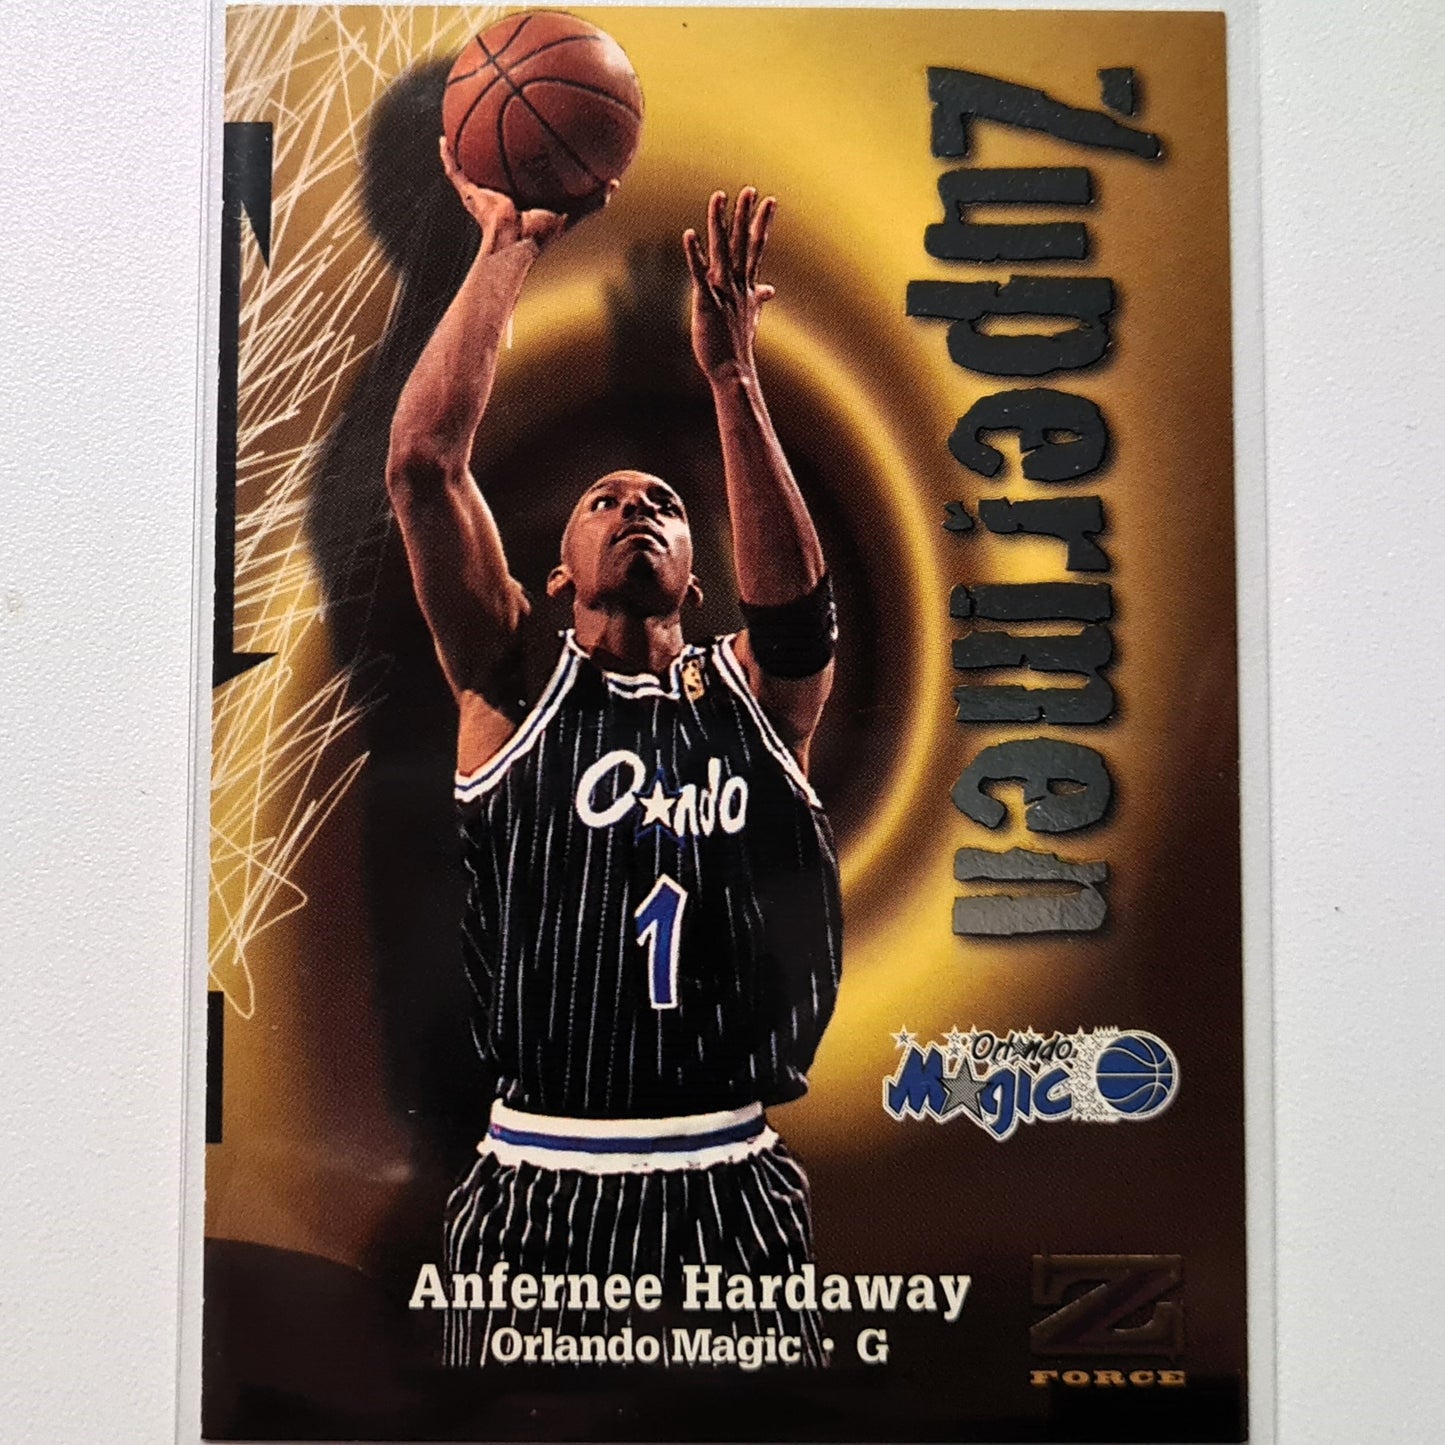 Zupermen
Orlando
1
Orlando
Magic
Anfernee Hardaway
Orlando Magic • G
Z
FORCE